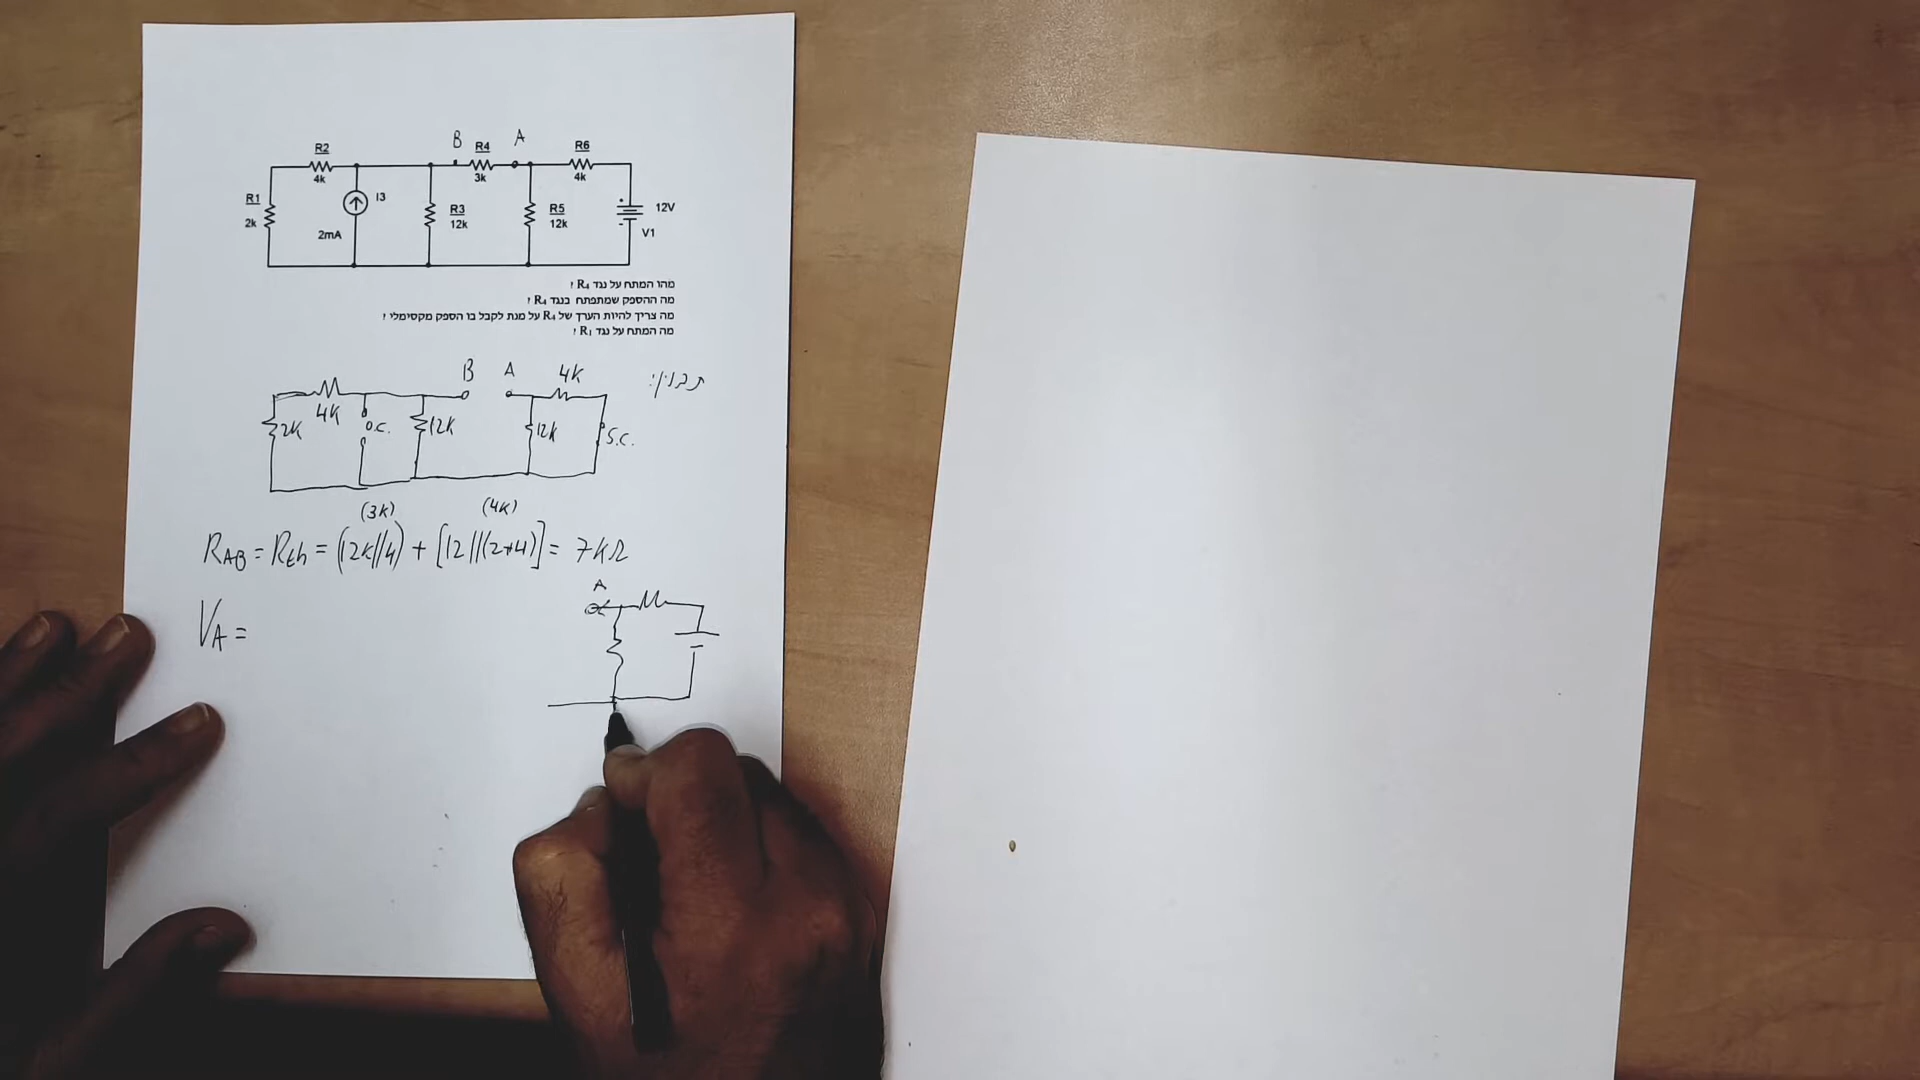 B A
R2 R4 R6
4k 3k 4k
R1 I3 R3 R5 12V
2k 2mA 12k 12k V1
מהו המתח על נגד R4 ?
מה ההספק שמתפתח בנגד R4 ?
מה צריך להיות הערך של R4 על מנת לקבל בו הספק מקסימלי ?
מה המתח על נגד R1 ?
תבנין:
B A 4K
4K
2K o.c. 12K 12K S.C.
(3K) (4K)
RAB = Rth = (12K//4) + [12//(2+4)] = 7KΩ
A
VA =